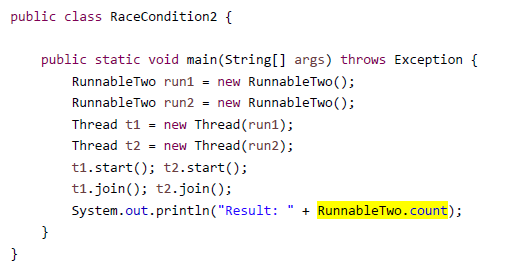 public class RaceCondition2 {
public static void main(String[] args) throws Exception {
RunnableTwo run1 = new RunnableTwo();
RunnableTwo run2 = new RunnableTwo();
Thread t1 = new Thread(run1);
Thread t2 = new Thread(run2);
t1.start(); t2.start();
t1.join(); t2.join();
System.out.println("Result: " + RunnableTwo.count);
}
}